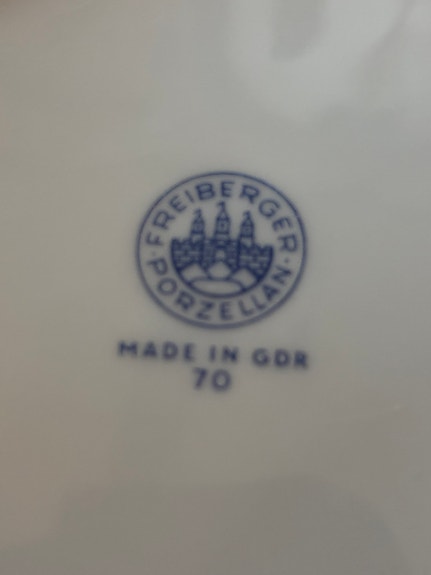 FREIBERGER
PORZELLAN
MADE IN GDR
70